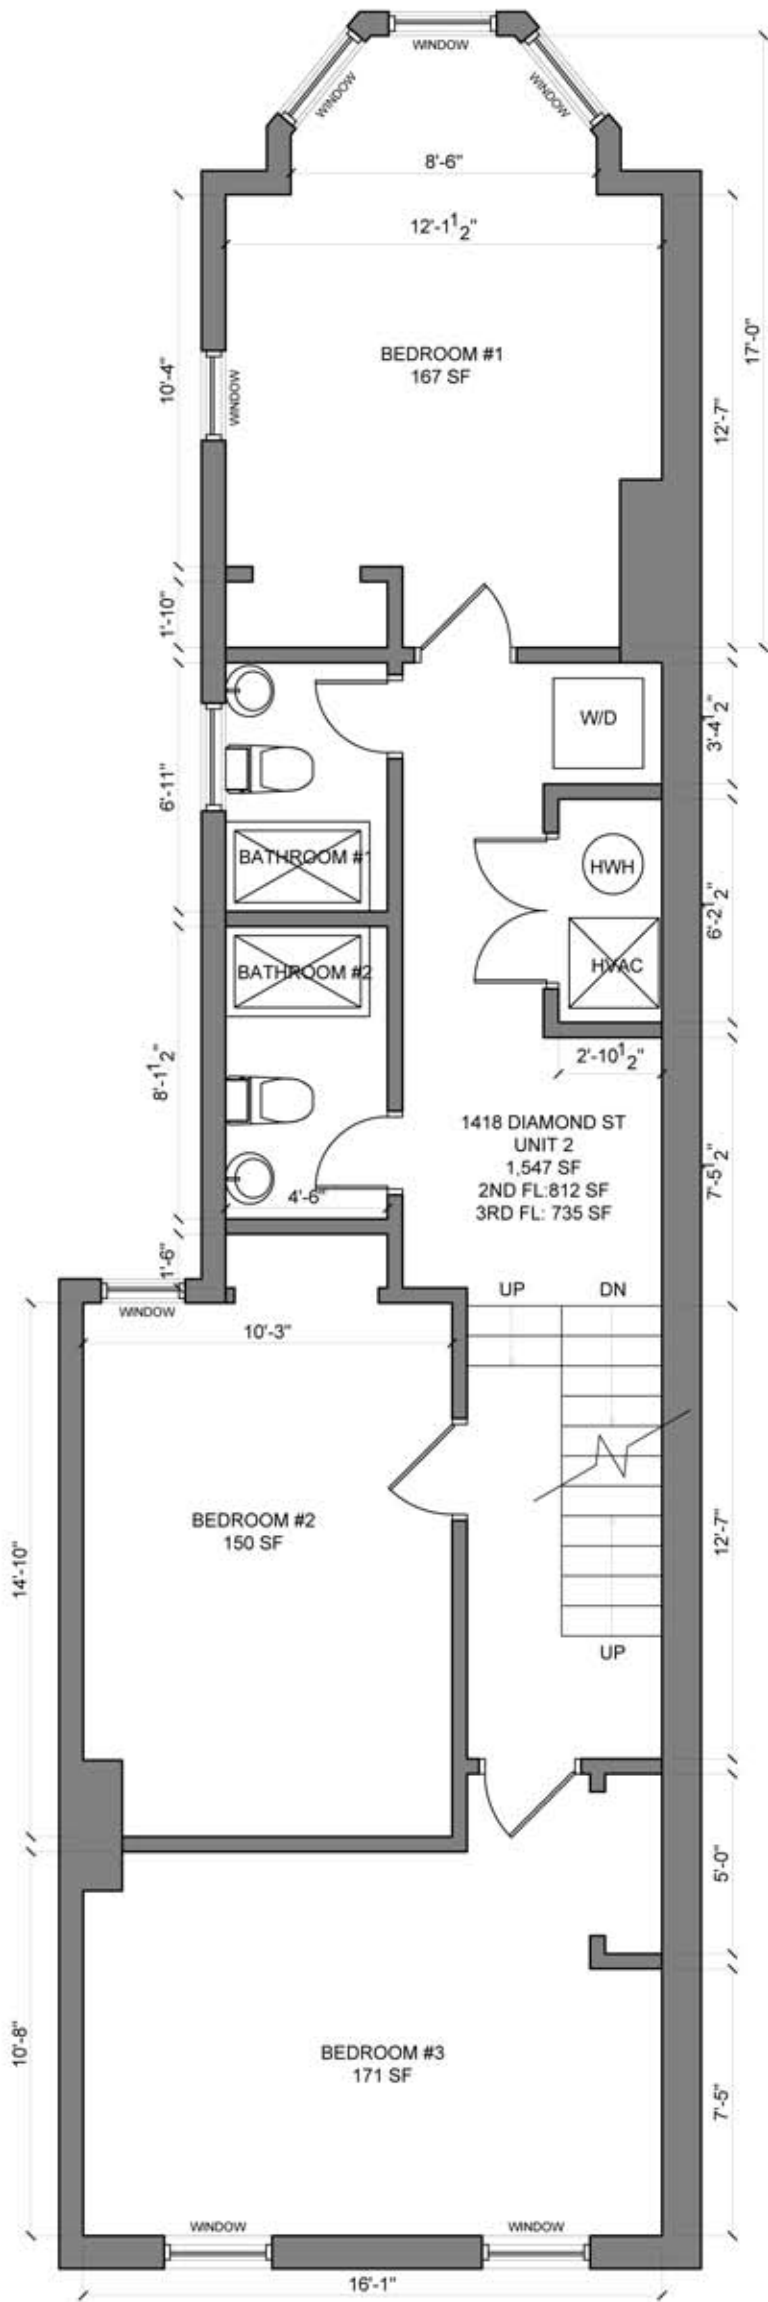 WINDOW
WINDOW
WINDOW
8'-6"
12'-1 1/2"
17'-0"
BEDROOM #1
167 SF
10'-4"
WINDOW
12'-7"
1'-10"
W/D
3'-4 1/2"
6'-11"
BATHROOM #1
HWH
6'-2 1/2"
HVAC
BATHROOM #2
2'-10 1/2"
8'-1 1/2"
1418 DIAMOND ST
UNIT 2
1,547 SF
2ND FL:812 SF
3RD FL: 735 SF
7'-5 1/2"
4'-6"
1'-6"
UP DN
WINDOW
10'-3"
BEDROOM #2
150 SF
12'-7"
14'-10"
UP
5'-0"
10'-8"
BEDROOM #3
171 SF
7'-5"
WINDOW WINDOW
16'-1"